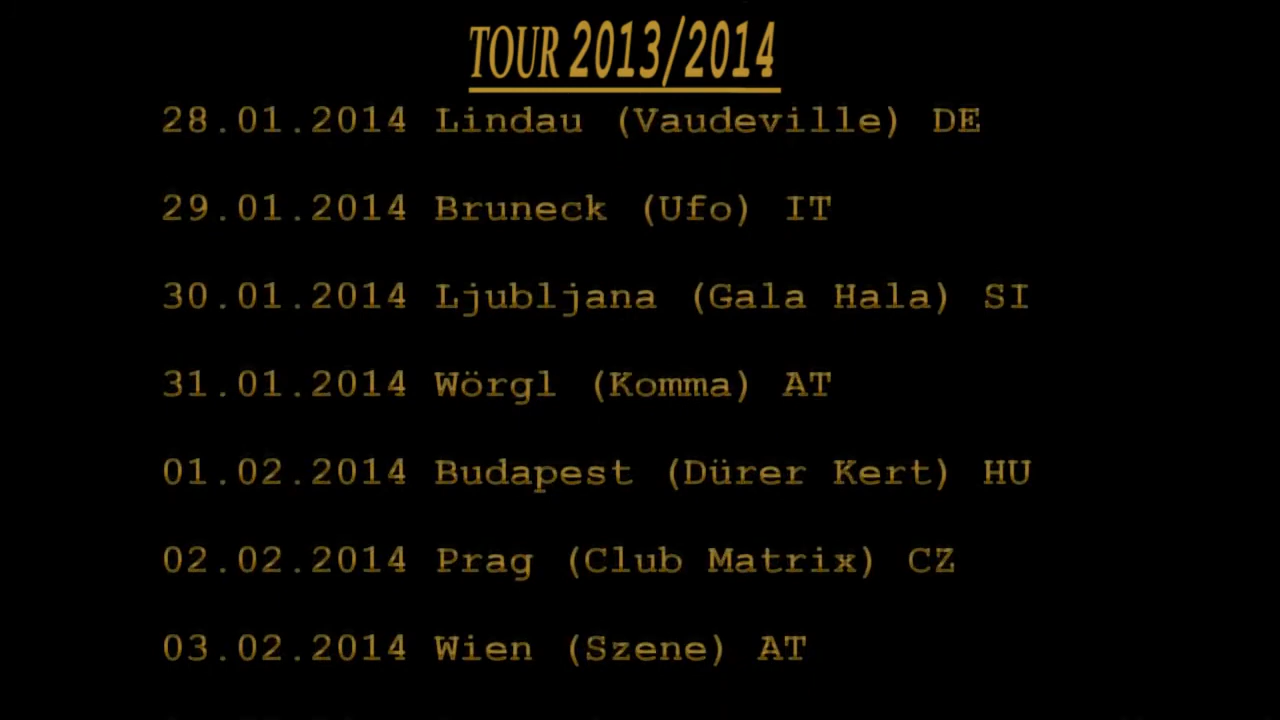 TOUR 2013/2014
28.01.2014 Lindau (Vaudeville) DE
29.01.2014 Bruneck (Ufo) IT
30.01.2014 Ljubljana (Gala Hala) SI
31.01.2014 Wörgl (Komma) AT
01.02.2014 Budapest (Dürer Kert) HU
02.02.2014 Prag (Club Matrix) CZ
03.02.2014 Wien (Szene) AT